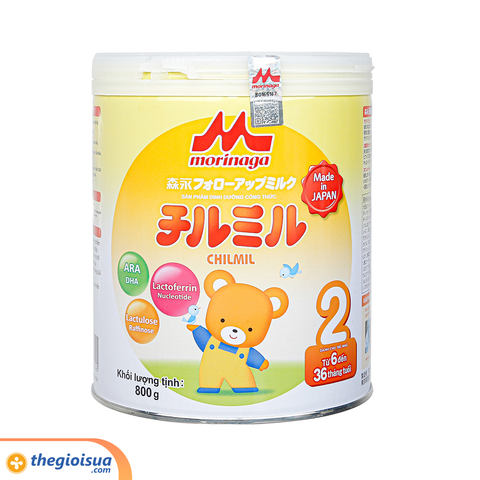 morinaga
morinaga
森永フォローアップミルク
SẢN PHẨM DINH DƯỠNG CÔNG THỨC
チルミル
CHILMIL
Made in
JAPAN
ARA
DHA
Lactoferrin
Nucleotide
Lactulose
Raffinose
2
Từ 6 đến
36 tháng tuổi
Khối lượng tịnh:
800 g
thegioisua
.com